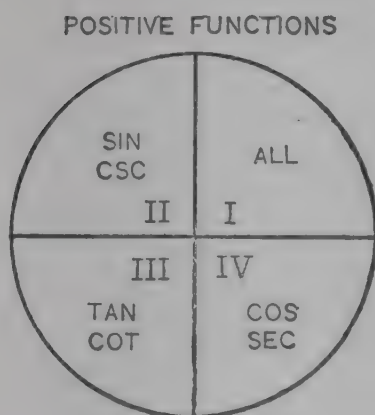 POSITIVE FUNCTIONS
SIN
CSC
ALL
II
I
III
IV
TAN
COT
COS
SEC